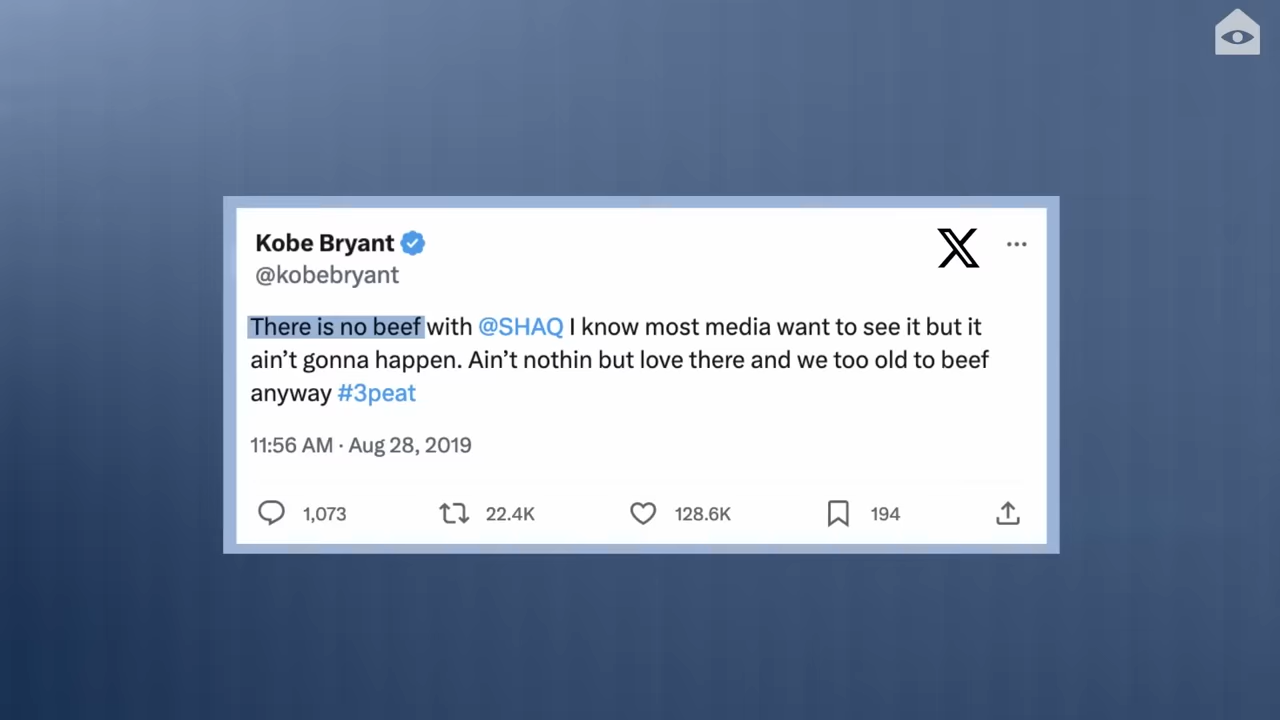 Kobe Bryant
@kobebryant
There is no beef with @SHAQ I know most media want to see it but it
ain’t gonna happen. Ain’t nothin but love there and we too old to beef
anyway #3peat
11:56 AM · Aug 28, 2019
1,073 22.4K 128.6K 194